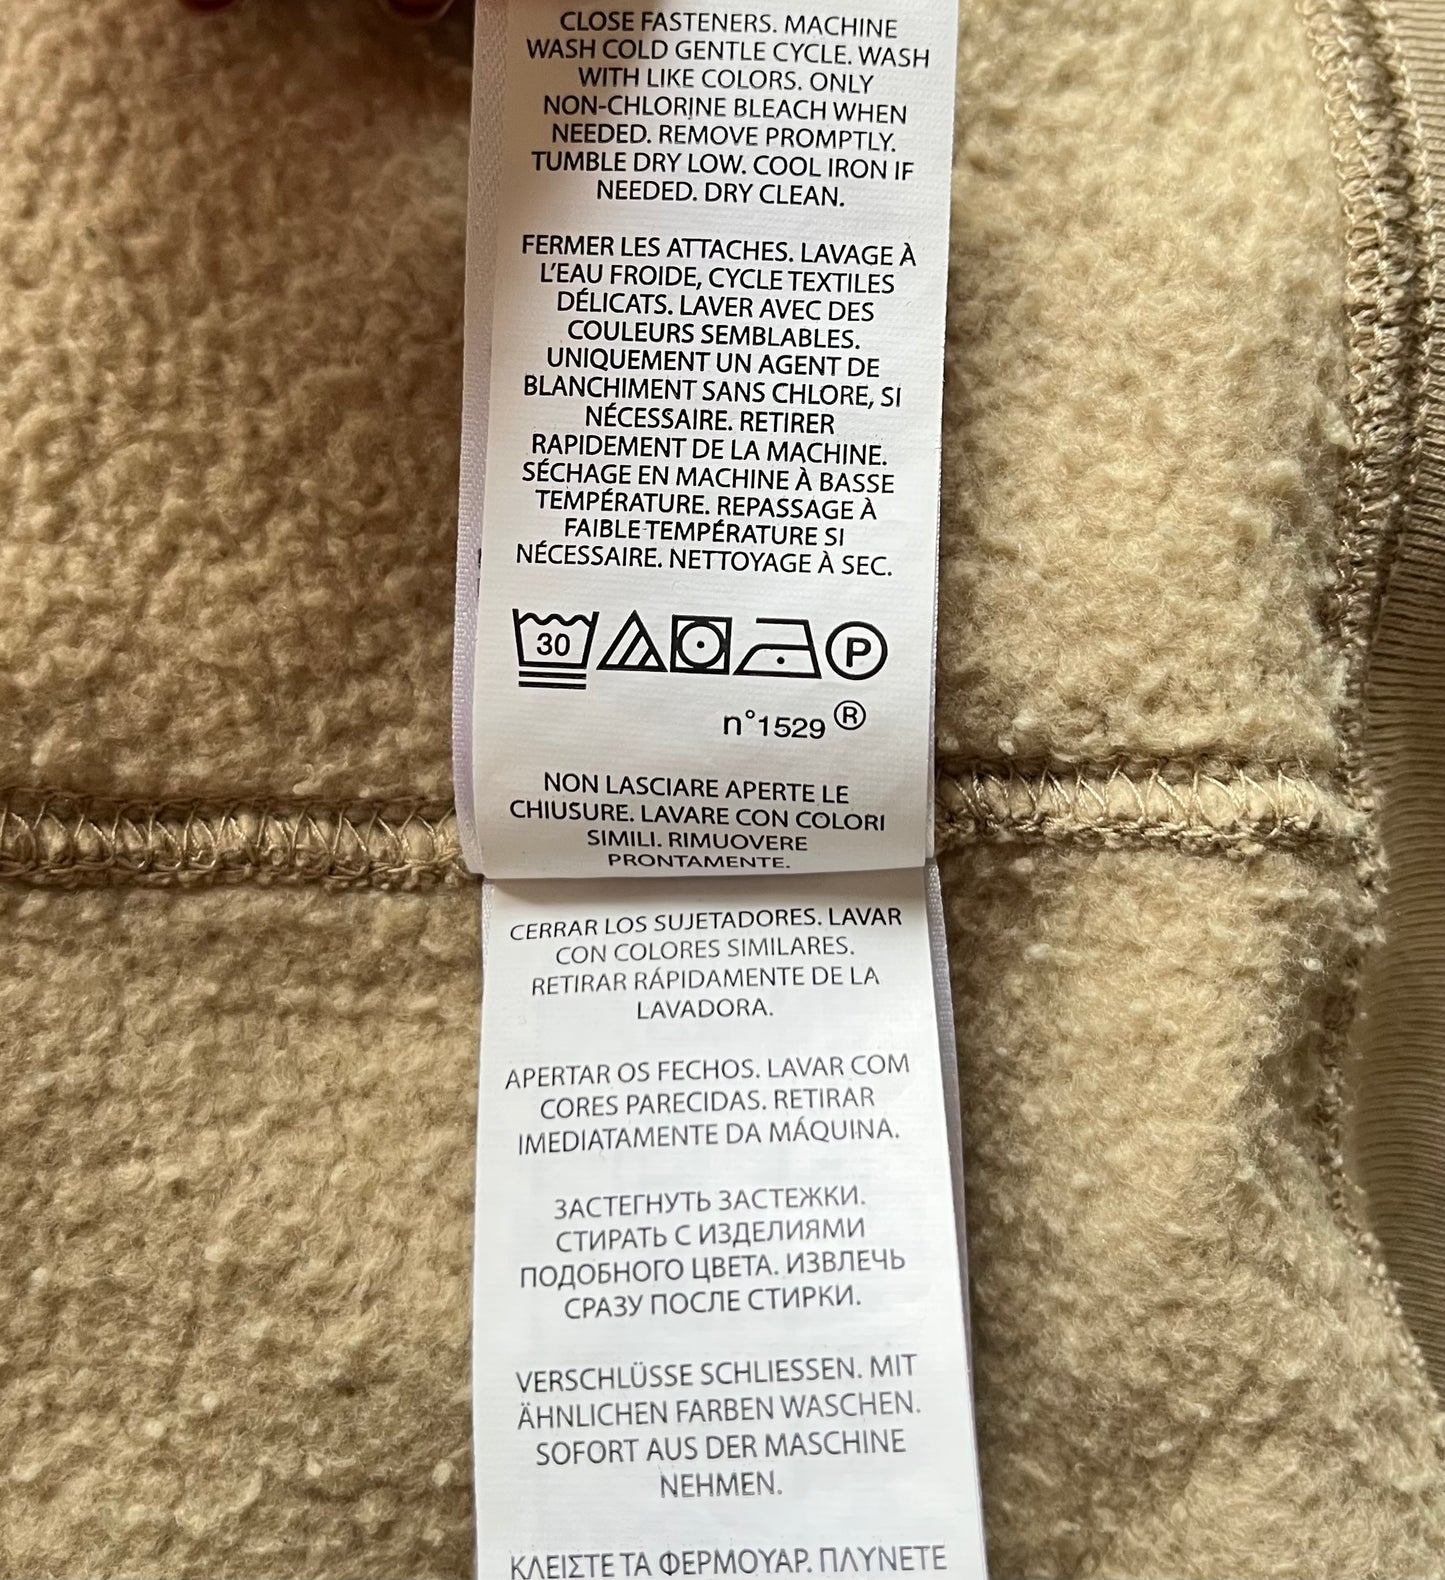 CLOSE FASTENERS. MACHINE
WASH COLD GENTLE CYCLE. WASH
WITH LIKE COLORS. ONLY
NON-CHLORINE BLEACH WHEN
NEEDED. REMOVE PROMPTLY.
TUMBLE DRY LOW. COOL IRON IF
NEEDED. DRY CLEAN.
FERMER LES ATTACHES. LAVAGE À
L'EAU FROIDE, CYCLE TEXTILES
DÉLICATS. LAVER AVEC DES
COULEURS SEMBLABLES.
UNIQUEMENT UN AGENT DE
BLANCHIMENT SANS CHLORE, SI
NÉCESSAIRE. RETIRER
RAPIDEMENT DE LA MACHINE.
SÉCHAGE EN MACHINE À BASSE
TEMPÉRATURE. REPASSAGE À
FAIBLE TEMPÉRATURE SI
NÉCESSAIRE. NETTOYAGE À SEC.
30 P
n°1529 ®
NON LASCIARE APERTE LE
CHIUSURE. LAVARE CON COLORI
SIMILI. RIMUOVERE
PRONTAMENTE.
CERRAR LOS SUJETADORES. LAVAR
CON COLORES SIMILARES.
RETIRAR RÁPIDAMENTE DE LA
LAVADORA.
APERTAR OS FECHOS. LAVAR COM
CORES PARECIDAS. RETIRAR
IMEDIATAMENTE DA MÁQUINA.
ЗАСТЕГНУТЬ ЗАСТЕЖКИ.
СТИРАТЬ С ИЗДЕЛИЯМИ
ПОДОБНОГО ЦВЕТА. ИЗВЛЕЧЬ
СРАЗУ ПОСЛЕ СТИРКИ.
VERSCHLÜSSE SCHLIESSEN. MIT
ÄHNLICHEN FARBEN WASCHEN.
SOFORT AUS DER MASCHINE
NEHMEN.
ΚΛΕΙΣΤΕ ΤΑ ΦΕΡΜΟΥΑΡ. ΠΛΥΝΕΤΕ